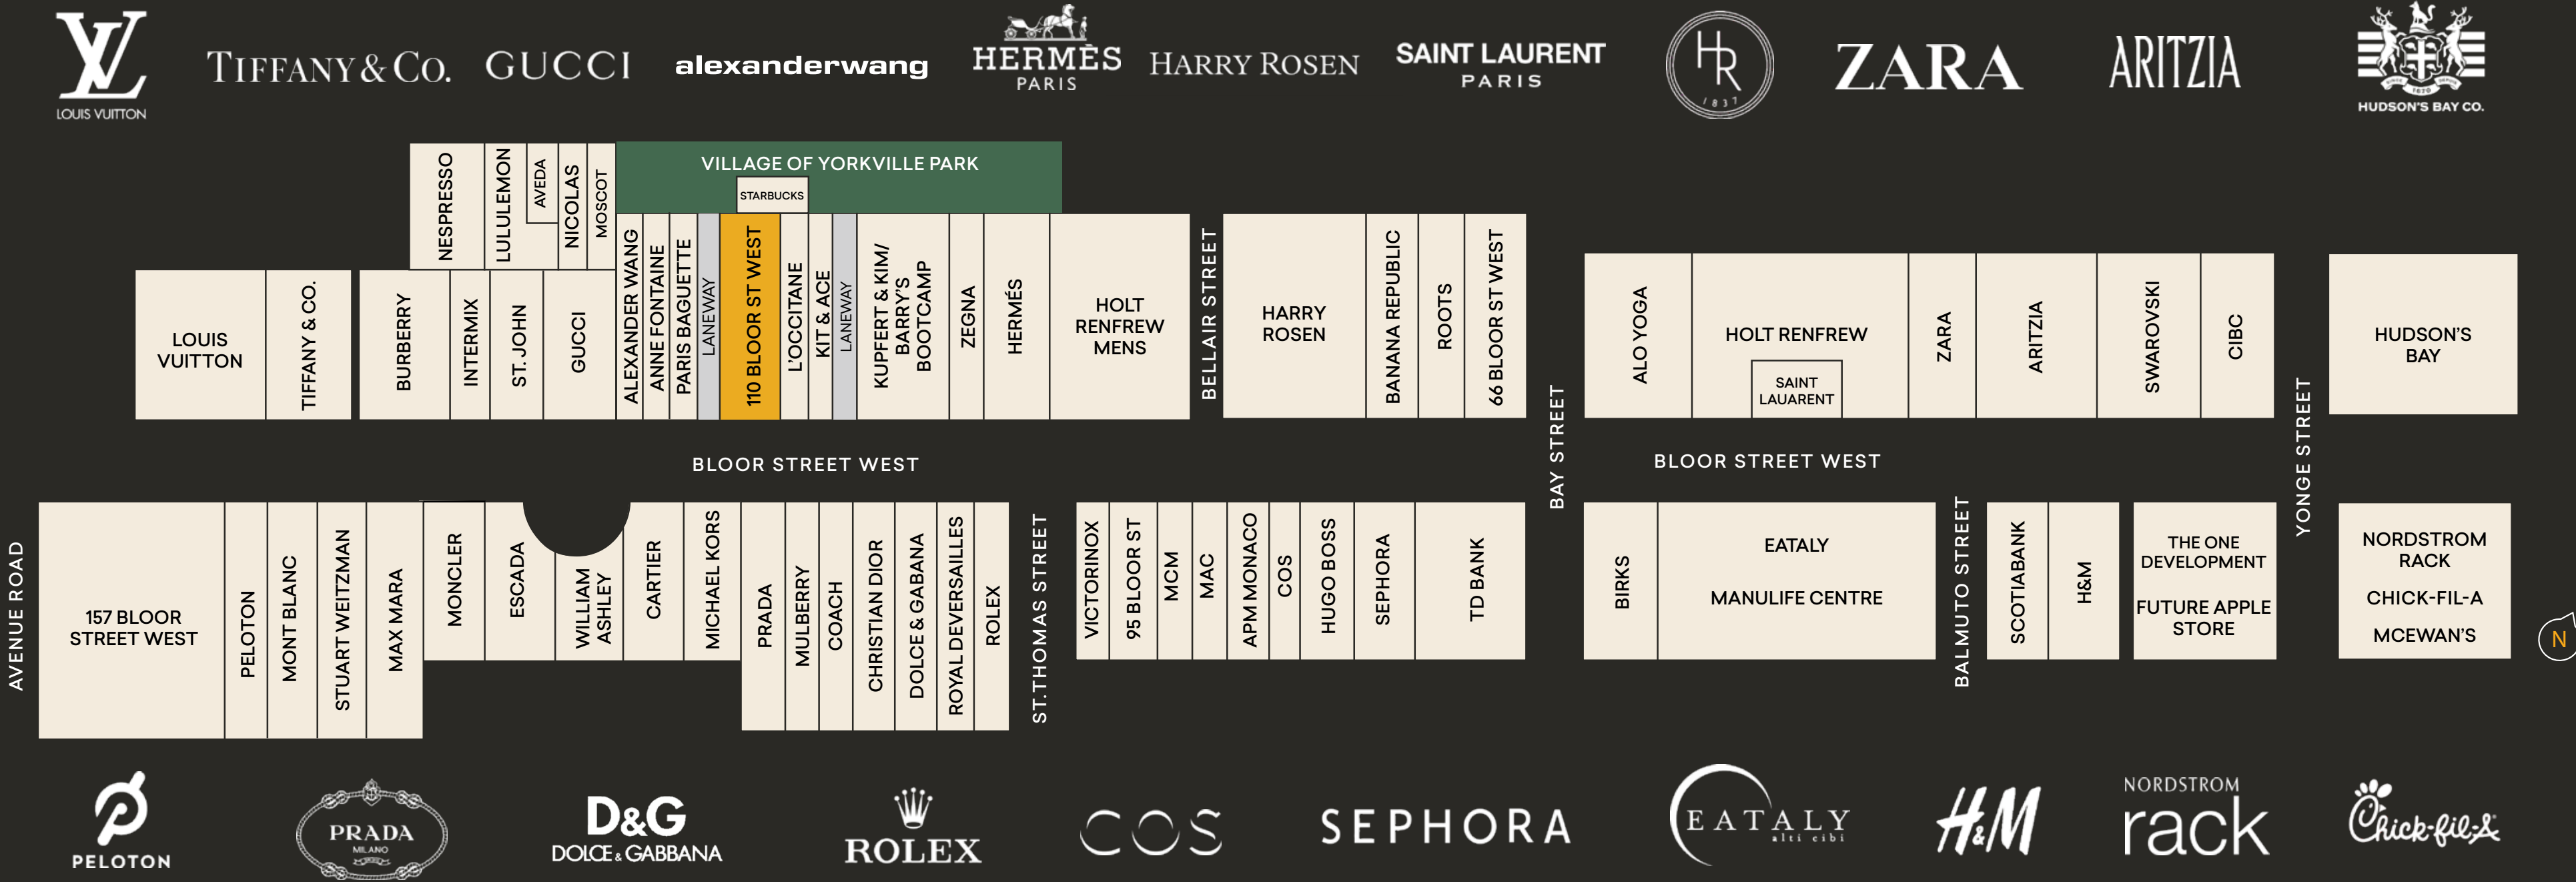 LV
LOUIS VUITTON
TIFFANY & CO.
GUCCI
alexanderwang
HERMÈS
PARIS
HARRY ROSEN
SAINT LAURENT
PARIS
HR
1837
ZARA
ARITZIA
HUDSON'S BAY CO.
NESPRESSO
LULULEMON
AVEDA
NICOLAS
MOSCOT
VILLAGE OF YORKVILLE PARK
STARBUCKS
LOUIS
VUITTON
TIFFANY & CO.
BURBERRY
INTERMIX
ST. JOHN
GUCCI
ALEXANDER WANG
ANNE FONTAINE
PARIS BAGUETTE
LANEWAY
110 BLOOR ST WEST
L'OCCITANE
KIT & ACE
LANEWAY
KUPFERT & KIM/
BARRY'S
BOOTCAMP
ZEGNA
HERMÉS
HOLT
RENFREW
MENS
BELLAIR STREET
HARRY
ROSEN
BANANA REPUBLIC
ROOTS
66 BLOOR ST WEST
BAY STREET
ALO YOGA
HOLT RENFREW
SAINT
LAUARENT
ZARA
ARITZIA
SWAROVSKI
CIBC
YONGE STREET
HUDSON'S
BAY
BLOOR STREET WEST
BLOOR STREET WEST
AVENUE ROAD
157 BLOOR
STREET WEST
PELOTON
MONT BLANC
STUART WEITZMAN
MAX MARA
MONCLER
ESCADA
WILLIAM
ASHLEY
CARTIER
MICHAEL KORS
PRADA
MULBERRY
COACH
CHRISTIAN DIOR
DOLCE & GABANA
ROYAL DEVERSAILLES
ROLEX
ST.THOMAS STREET
VICTORINOX
95 BLOOR ST
MCM
MAC
APM MONACO
COS
HUGO BOSS
SEPHORA
TD BANK
BIRKS
EATALY
MANULIFE CENTRE
BALMUTO STREET
SCOTIABANK
H&M
THE ONE
DEVELOPMENT
FUTURE APPLE
STORE
NORDSTROM
RACK
CHICK-FIL-A
MCEWAN'S
N
PELOTON
PRADA
MILANO
D&G
DOLCE & GABBANA
ROLEX
COS
SEPHORA
EATALY
alti cibi
H&M
NORDSTROM
rack
Chick-fil-A